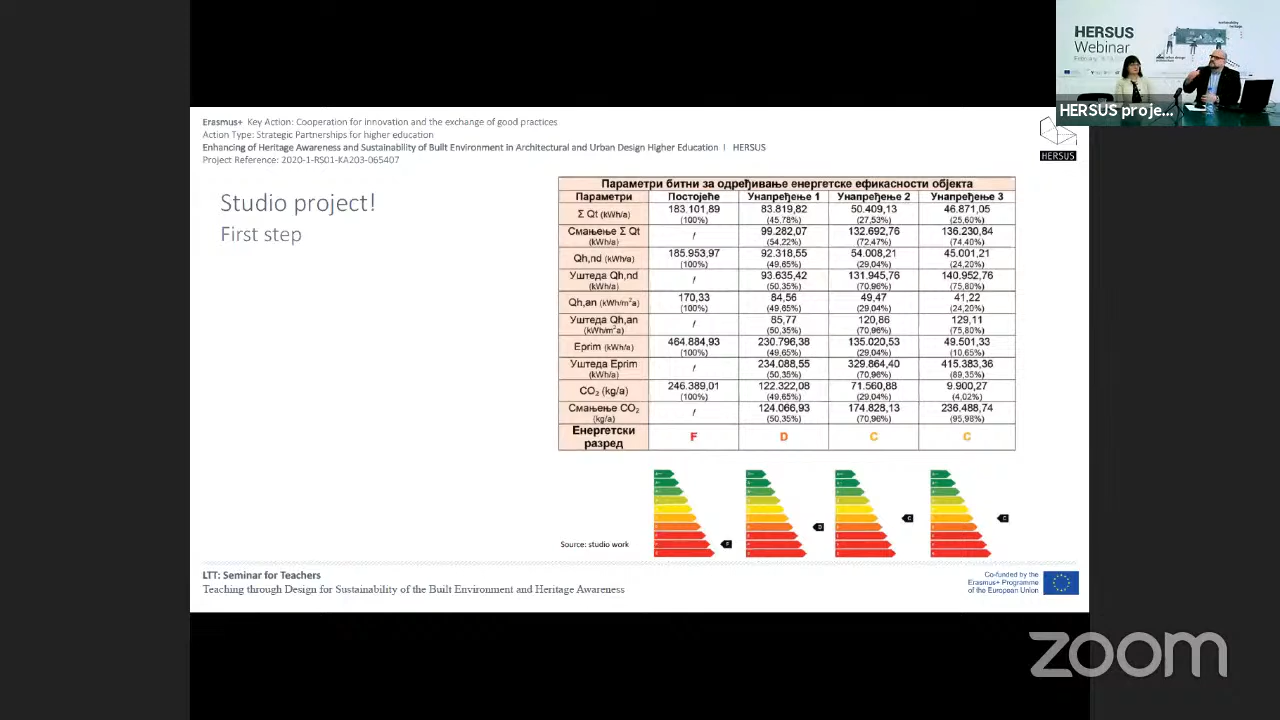 HERSUS
Webinar
HERSUS proje...
Erasmus+ Key Action: Cooperation for innovation and the exchange of good practices
Action Type: Strategic Partnerships for higher education
Enhancing of Heritage Awareness and Sustainability of Built Environment in Architectural and Urban Design Higher Education I HERSUS
Project Reference: 2020-1-RS01-KA203-065407
HERSUS
Studio project!
First step
Параметри битни за одређивање енергетске ефикасности објекта
Параметри Постојеће Унапређење 1 Унапређење 2 Унапређење 3
Σ Qt (kWh/a) 183.101,89 (100%) 83.819,82 (45,78%) 50.409,13 (27,53%) 46.871,05 (25,60%)
Смањење Σ Qt (kWh/a) / 99.282,07 (54,22%) 132.692,76 (72,47%) 136.230,84 (74,40%)
Qh,nd (kWh/a) 185.953,97 (100%) 92.318,55 (49,65%) 54.008,21 (29,04%) 45.001,21 (24,20%)
Уштеда Qh,nd (kWh/a) / 93.635,42 (50,35%) 131.945,76 (70,96%) 140.952,76 (75,80%)
Qh,an (kWh/m²a) 170,33 (100%) 84,56 (49,65%) 49,47 (29,04%) 41,22 (24,20%)
Уштеда Qh,an (kWh/m²a) / 85,77 (50,35%) 120,86 (70,96%) 129,11 (75,80%)
Eprim (kWh/a) 464.884,93 (100%) 230.796,38 (49,65%) 135.020,53 (29,04%) 49.501,33 (10,65%)
Уштеда Eprim (kWh/a) / 234.088,55 (50,35%) 329.864,40 (70,96%) 415.383,36 (89,35%)
CO₂ (kg/a) 246.389,01 (100%) 122.322,08 (49,65%) 71.560,88 (29,04%) 9.900,27 (4,02%)
Смањење CO₂ (kg/a) / 124.066,93 (50,35%) 174.828,13 (70,96%) 236.488,74 (95,98%)
Енергетски разред F D C C
Source: studio work
LTT: Seminar for Teachers
Teaching through Design for Sustainability of the Built Environment and Heritage Awareness
Co-funded by the
Erasmus+ Programme
of the European Union
zoom